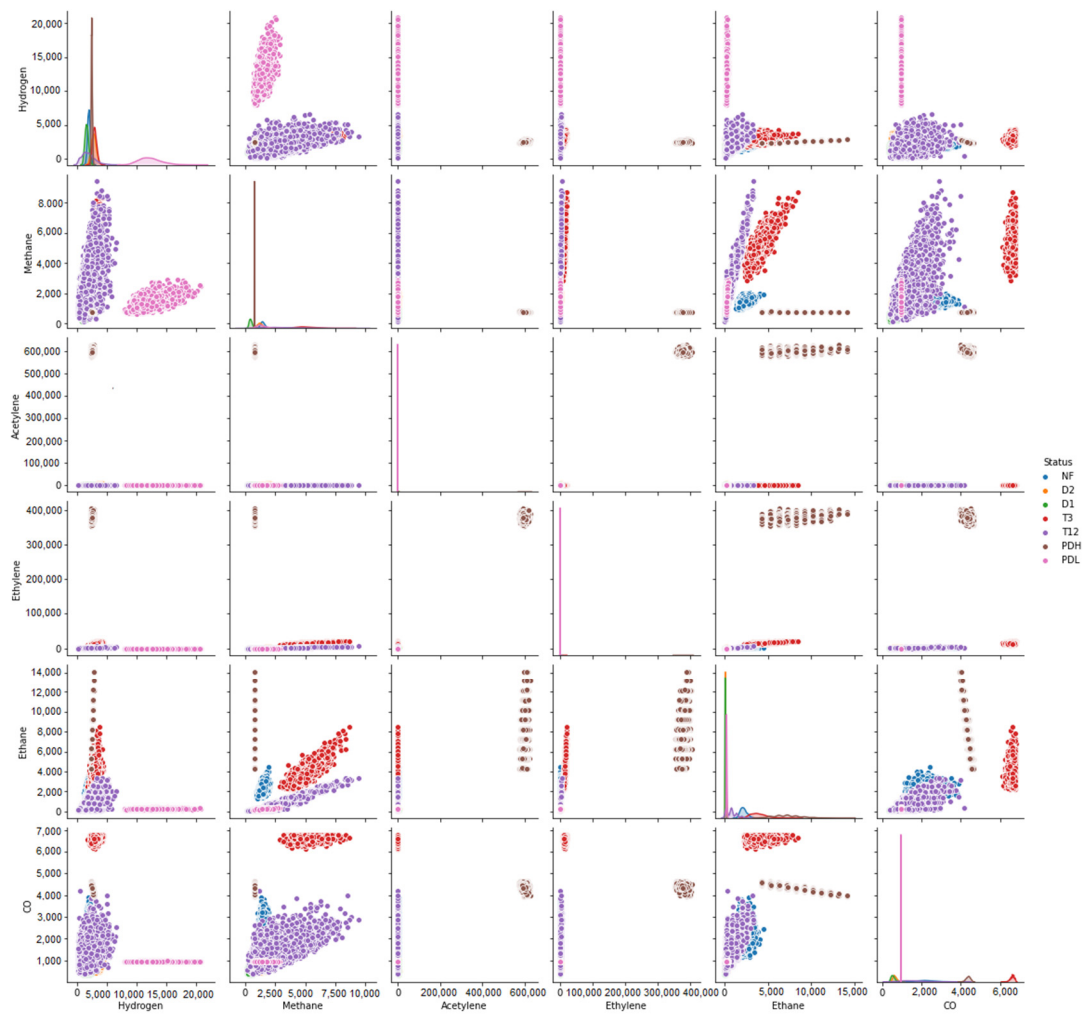 20,000
15,000
10,000
5,000
0
Hydrogen
8.000
6,000
4,000
2,000
0
Methane
600,000
500,000
400,000
300,000
200,000
100,000
0
Acetylene
400,000
300,000
200,000
100,000
0
Ethylene
14,000
12,000
10,000
8,000
6,000
4,000
2,000
0
Ethane
7,000
6,000
5,000
4,000
3,000
2,000
1,000
CO
0 5,000 10,000 15,000 20,000
0 2,500 5,000 7,500 10,000
0 200,000 400,000 600,000
0 100,000 200,000 300,000 400,000
0 5,000 10,000 15,000
0 2,000 4,000 6,000
Hydrogen Methane Acetylene Ethylene Ethane CO
Status
NF
D2
D1
T3
T12
PDH
PDL